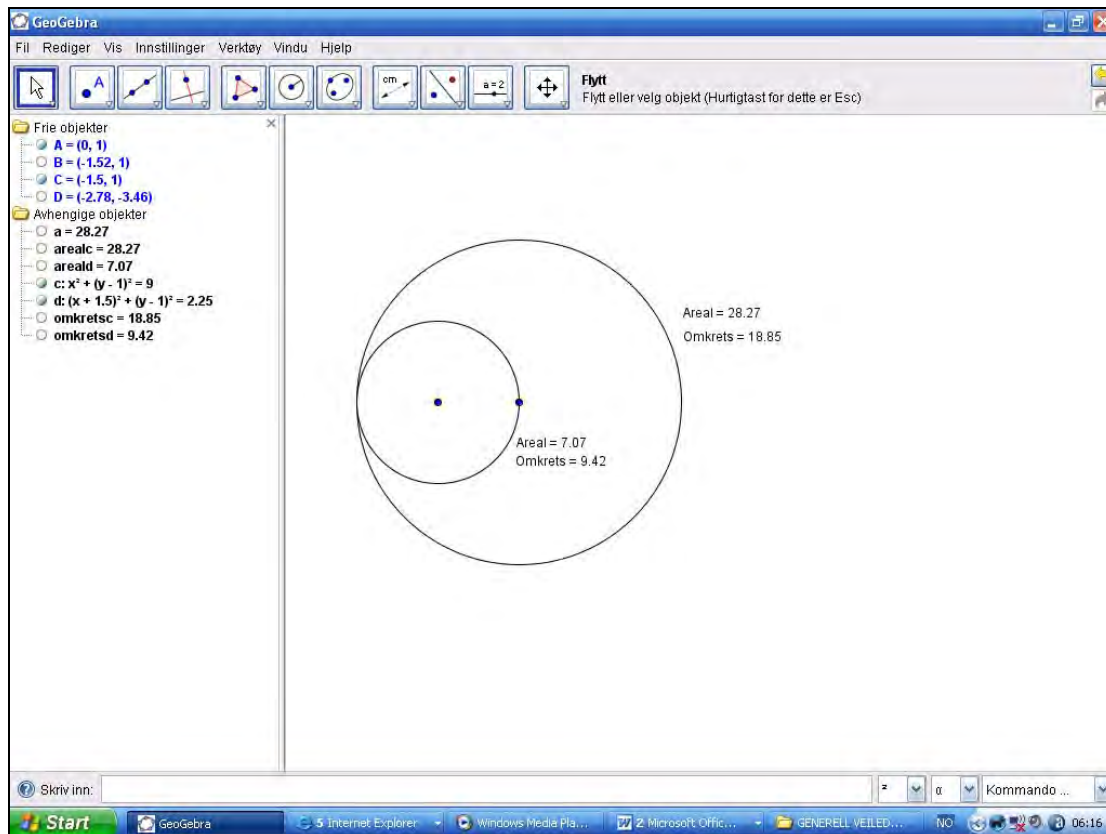 GeoGebra
Fil Rediger Vis Innstillinger Verktøy Vindu Hjelp
A
om
a = 2
Flytt
Flytt eller velg objekt (Hurtigtast for dette er Esc)
Frie objekter
A = (0, 1)
B = (-1.52, 1)
C = (-1.5, 1)
D = (-2.78, -3.46)
Avhengige objekter
a = 28.27
arealc = 28.27
areald = 7.07
c: x² + (y - 1)² = 9
d: (x + 1.5)² + (y - 1)² = 2.25
omkretsc = 18.85
omkretsd = 9.42
Areal = 28.27
Omkrets = 18.85
Areal = 7.07
Omkrets = 9.42
Skriv inn:
² α Kommando ...
Start GeoGebra 5 Internet Explorer Windows Media Pla... 2 Microsoft Offic... GENERELL VEILED... NO 06:16